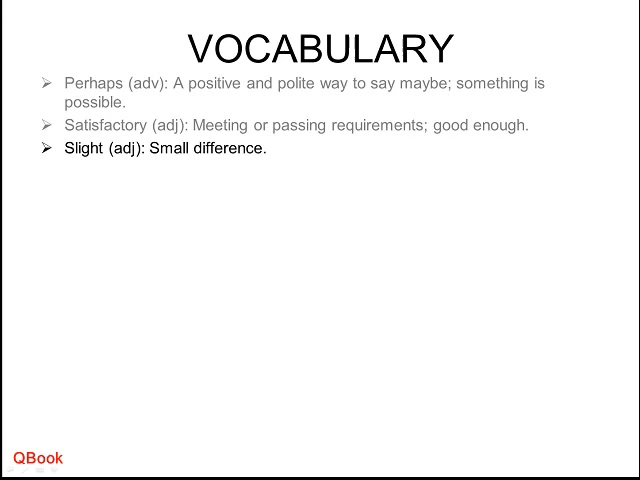 VOCABULARY
Perhaps (adv): A positive and polite way to say maybe; something is
possible.
Satisfactory (adj): Meeting or passing requirements; good enough.
Slight (adj): Small difference.
QBook